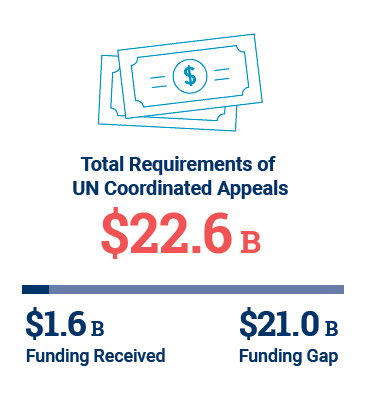 $
Total Requirements of
UN Coordinated Appeals
$22.6 B
$1.6 B
Funding Received
$21.0 B
Funding Gap